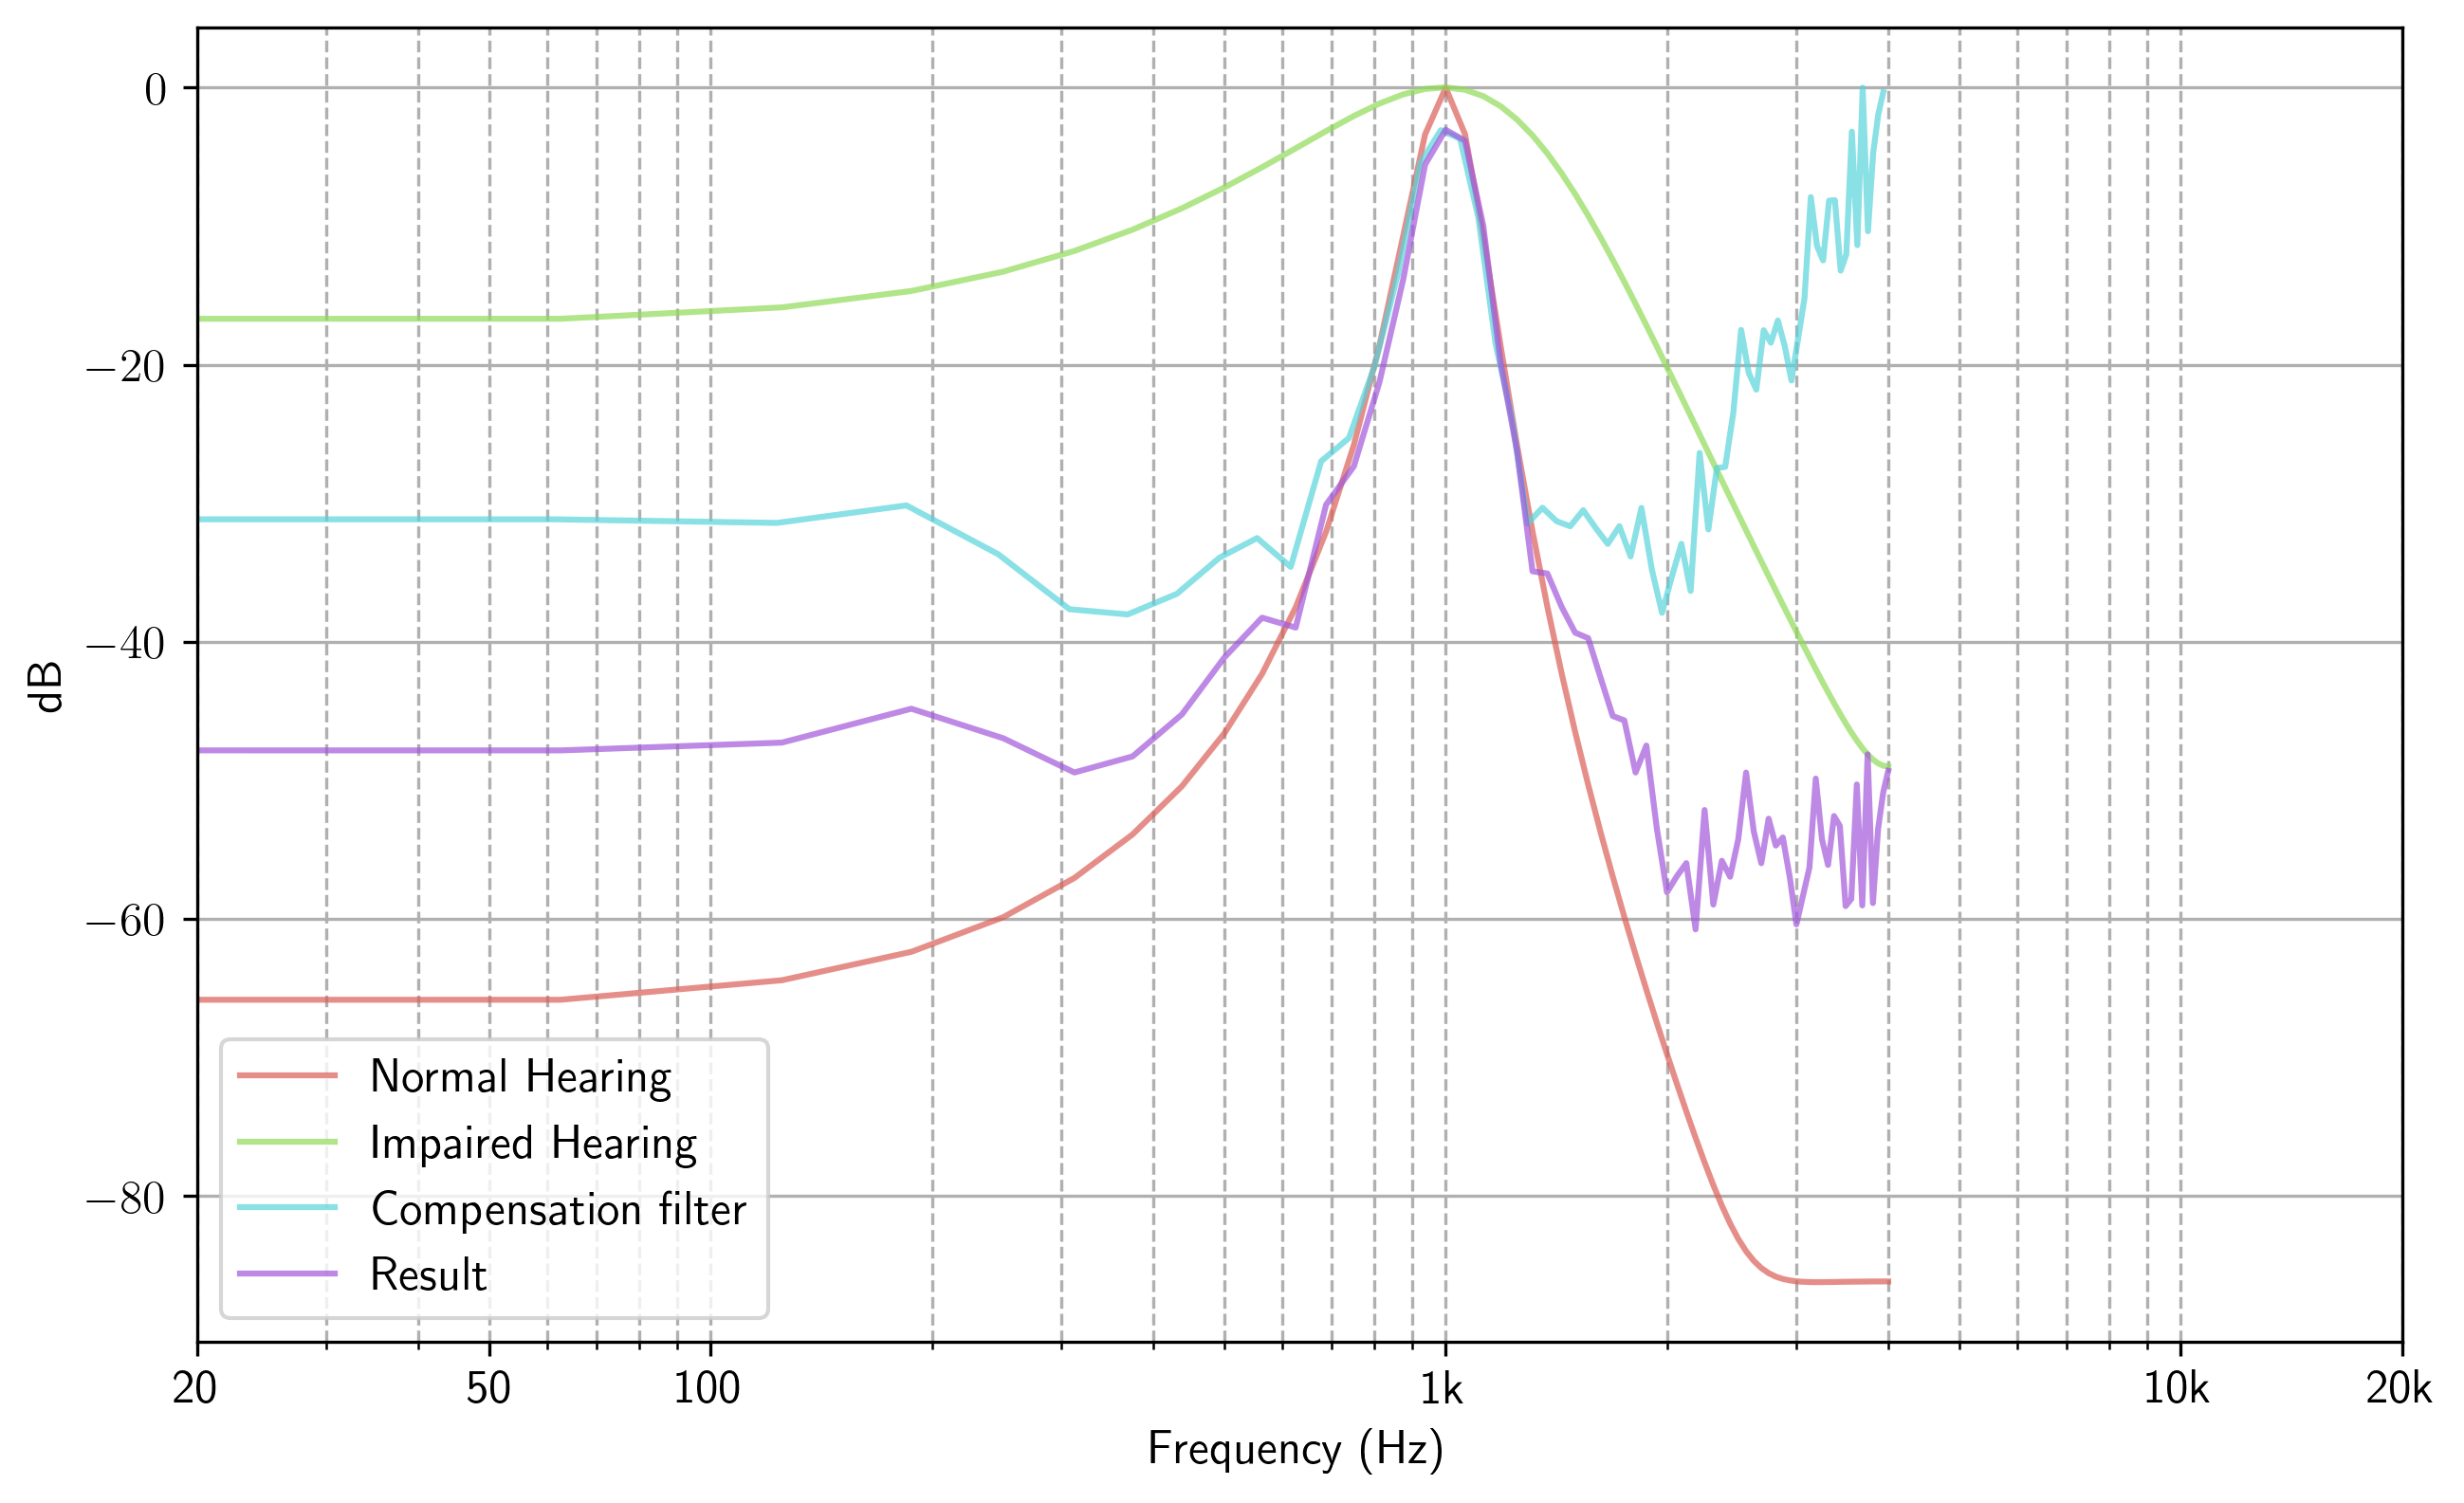 0
−20
−40
−60
−80
dB
Normal Hearing
Impaired Hearing
Compensation filter
Result
20 50 100 1k 10k 20k
Frequency (Hz)